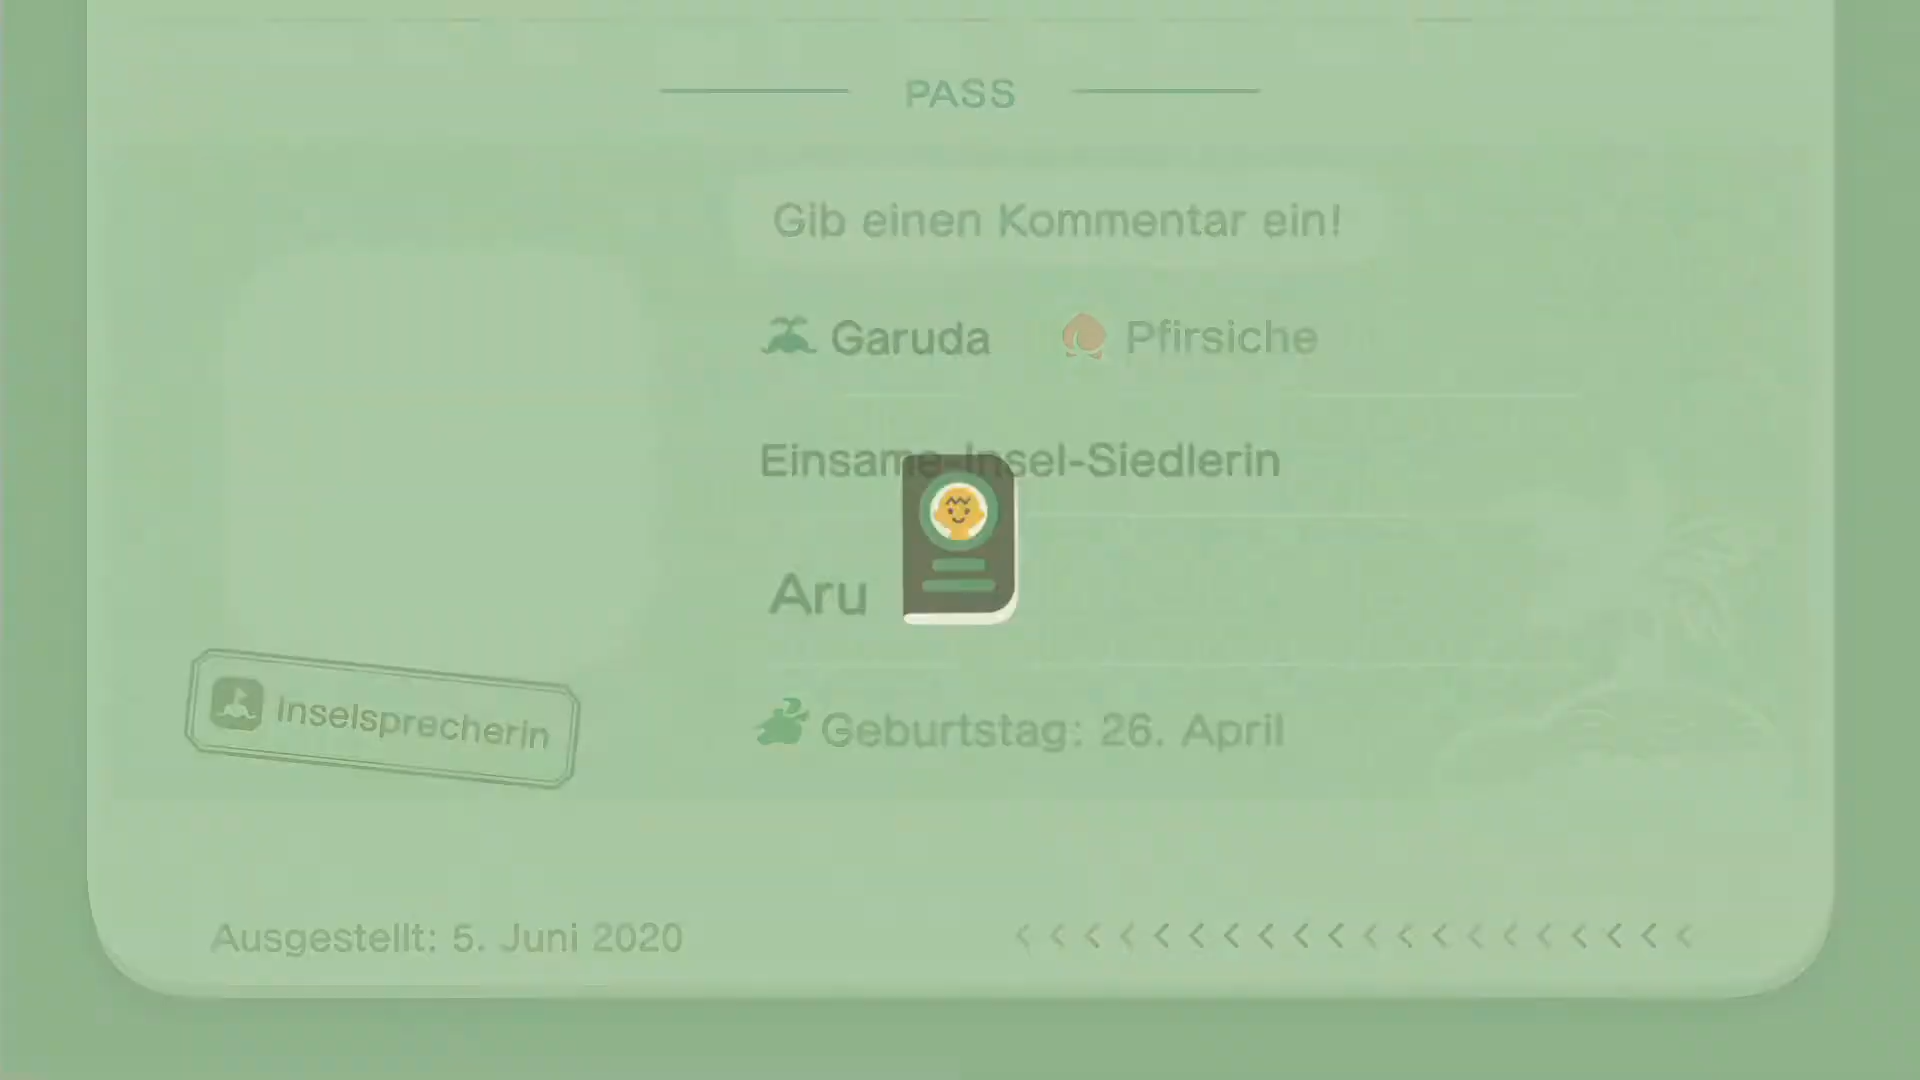 PASS
Gib einen Kommentar ein!
Garuda Pfirsiche
Einsame-Insel-Siedlerin
Aru
Inselsprecherin
Geburtstag: 26. April
Ausgestellt: 5. Juni 2020 < < < < < < < < < < < < < < < < < < < <